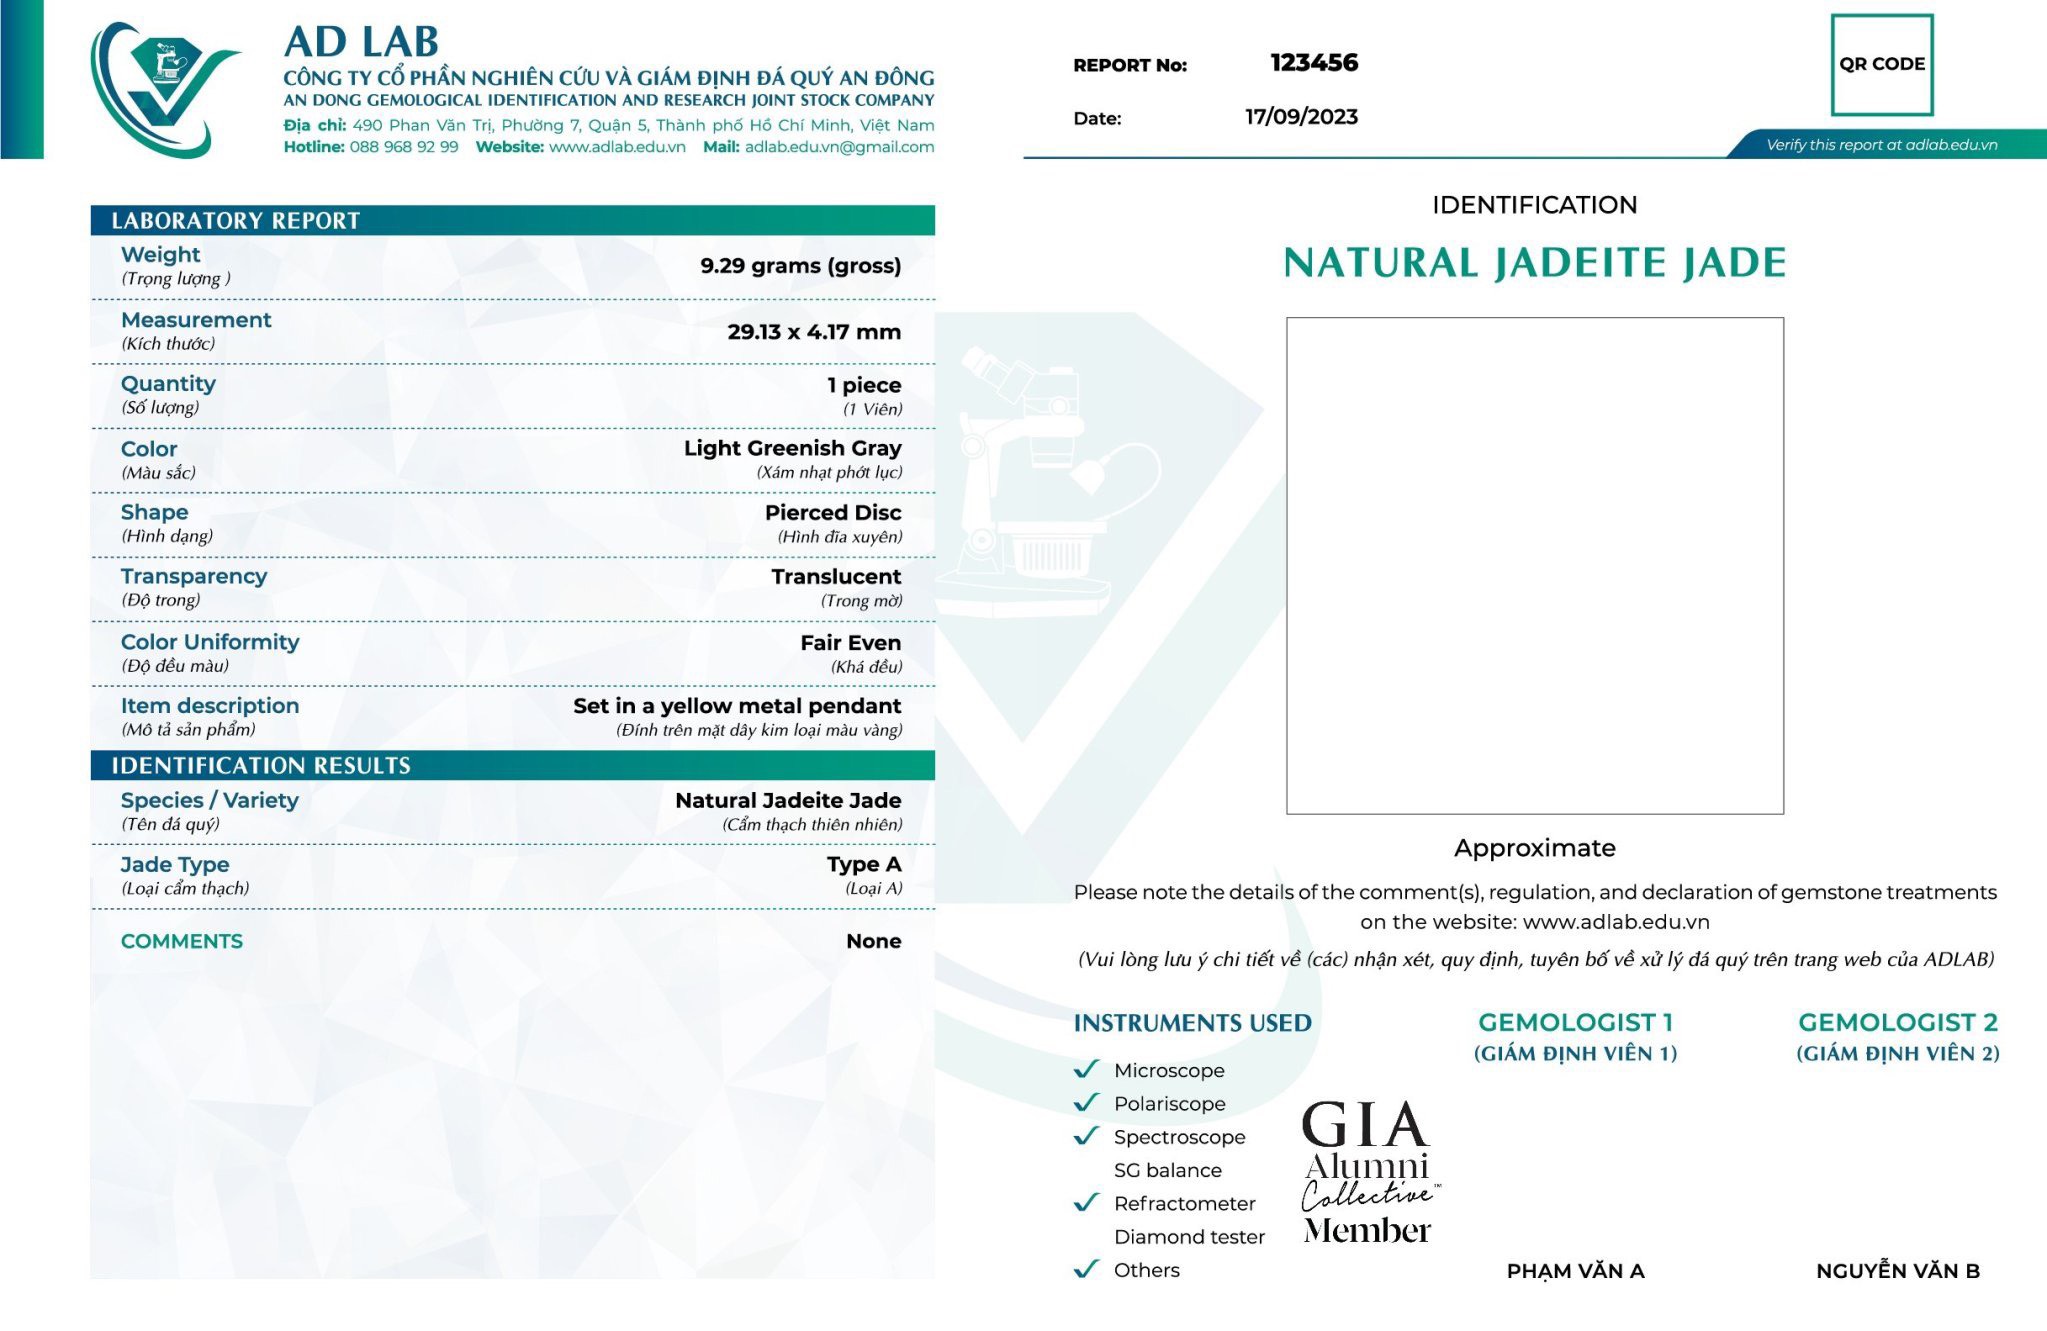 AD LAB
CÔNG TY CỔ PHẦN NGHIÊN CỨU VÀ GIÁM ĐỊNH ĐÁ QUÝ AN ĐÔNG
AN DONG GEMOLOGICAL IDENTIFICATION AND RESEARCH JOINT STOCK COMPANY
Địa chỉ: 490 Phan Văn Trị, Phường 7, Quận 5, Thành phố Hồ Chí Minh, Việt Nam
Hotline: 088 968 92 99 Website: www.adlab.edu.vn Mail: adlab.edu.vn@gmail.com
LABORATORY REPORT
Weight
(Trọng lượng )
9.29 grams (gross)
Measurement
(Kích thước)
29.13 x 4.17 mm
Quantity
(Số lượng)
1 piece
(1 Viên)
Color
(Màu sắc)
Light Greenish Gray
(Xám nhạt phớt lục)
Shape
(Hình dạng)
Pierced Disc
(Hình đĩa xuyên)
Transparency
(Độ trong)
Translucent
(Trong mờ)
Color Uniformity
(Độ đều màu)
Fair Even
(Khá đều)
Item description
(Mô tả sản phẩm)
Set in a yellow metal pendant
(Đính trên mặt dây kim loại màu vàng)
IDENTIFICATION RESULTS
Species / Variety
(Tên đá quý)
Natural Jadeite Jade
(Cẩm thạch thiên nhiên)
Jade Type
(Loại cẩm thạch)
Type A
(Loại A)
COMMENTS
None
REPORT No: 123456
Date: 17/09/2023
QR CODE
Verify this report at adlab.edu.vn
IDENTIFICATION
NATURAL JADEITE JADE
Approximate
Please note the details of the comment(s), regulation, and declaration of gemstone treatments
on the website: www.adlab.edu.vn
(Vui lòng lưu ý chi tiết về (các) nhận xét, quy định, tuyên bố về xử lý đá quý trên trang web của ADLAB)
INSTRUMENTS USED
Microscope
Polariscope
Spectroscope
SG balance
Refractometer
Diamond tester
Others
GIA
Alumni
Collective™
Member
GEMOLOGIST 1
(GIÁM ĐỊNH VIÊN 1)
PHẠM VĂN A
GEMOLOGIST 2
(GIÁM ĐỊNH VIÊN 2)
NGUYỄN VĂN B